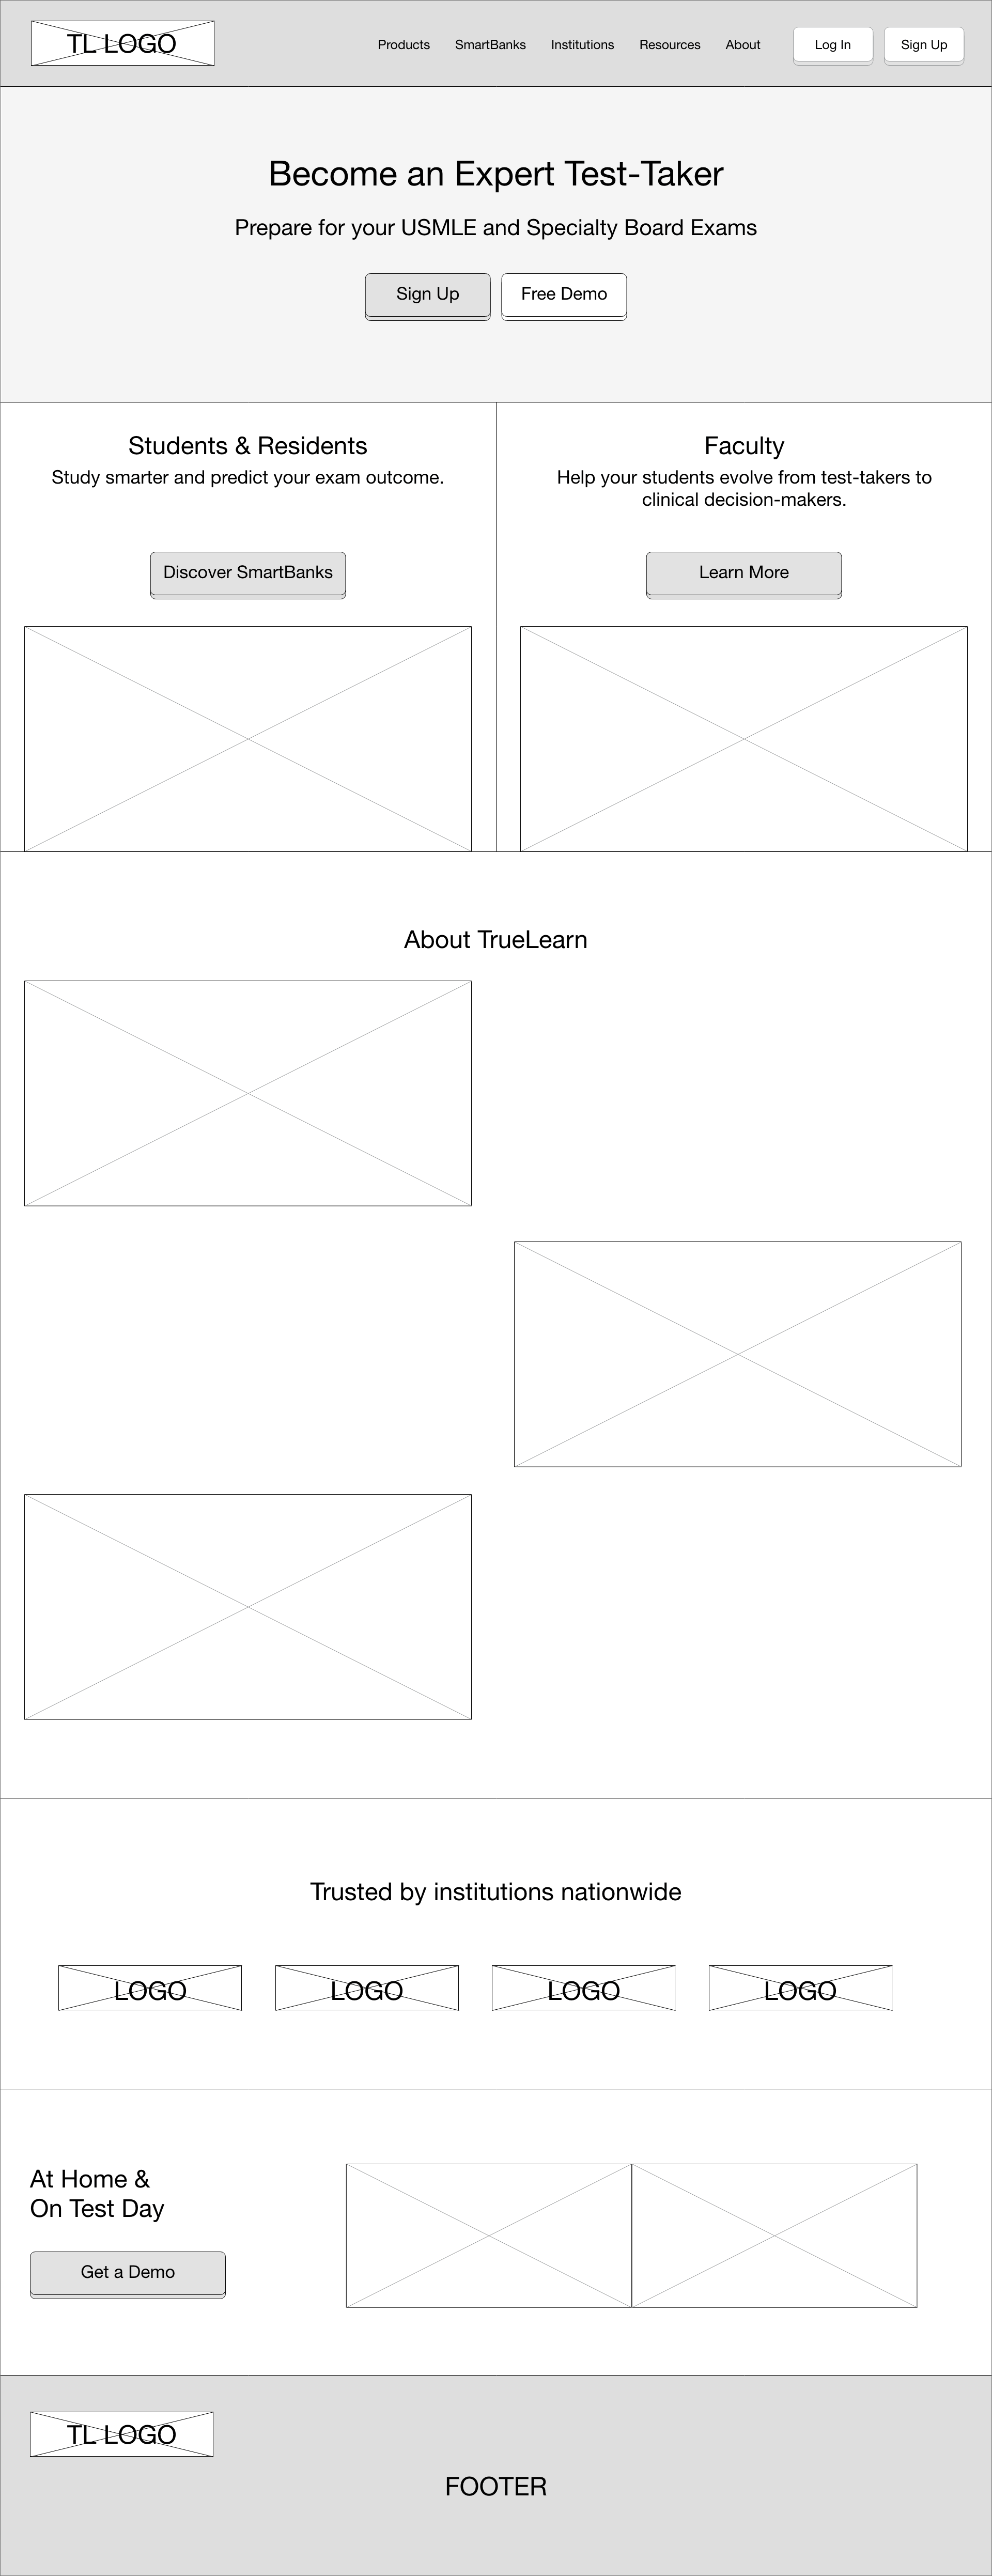 TL LOGO
Products SmartBanks Institutions Resources About Log In Sign Up
Become an Expert Test-Taker
Prepare for your USMLE and Specialty Board Exams
Sign Up Free Demo
Students & Residents
Study smarter and predict your exam outcome.
Discover SmartBanks
Faculty
Help your students evolve from test-takers to
clinical decision-makers.
Learn More
About TrueLearn
Trusted by institutions nationwide
LOGO LOGO LOGO LOGO
At Home &
On Test Day
Get a Demo
TL LOGO
FOOTER